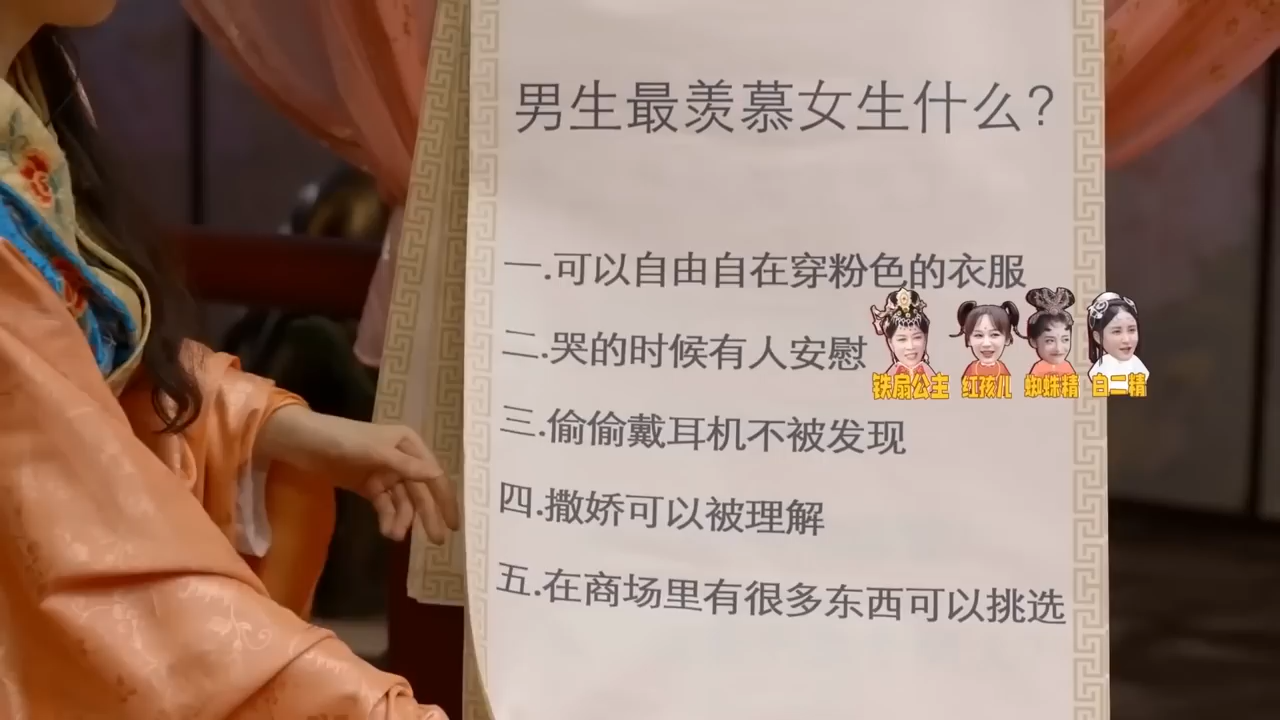 男生最羡慕女生什么?
一.可以自由自在穿粉色的衣服
二.哭的时候有人安慰
铁扇公主 红孩儿 蜘蛛精 白二精
三.偷偷戴耳机不被发现
四.撒娇可以被理解
五.在商场里有很多东西可以挑选